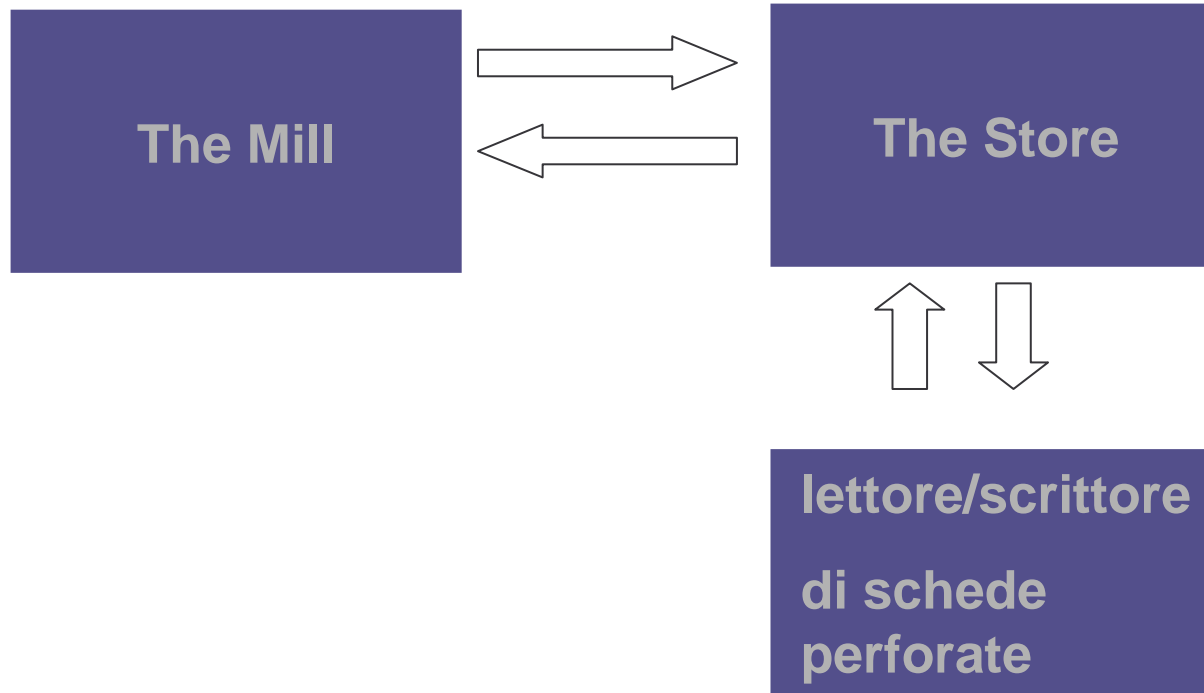 The Mill
The Store
lettore/scrittore
di schede
perforate